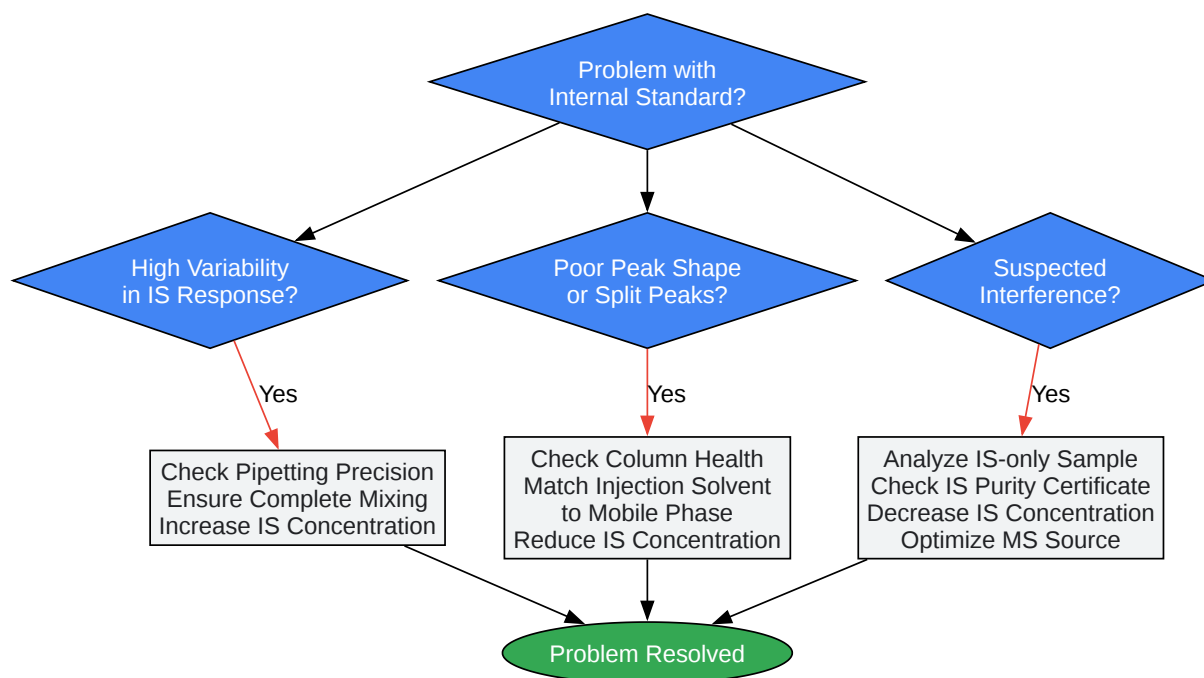 Problem with
Internal Standard?
High Variability
in IS Response?
Poor Peak Shape
or Split Peaks?
Suspected
Interference?
Yes
Yes
Yes
Check Pipetting Precision
Ensure Complete Mixing
Increase IS Concentration
Check Column Health
Match Injection Solvent
to Mobile Phase
Reduce IS Concentration
Analyze IS-only Sample
Check IS Purity Certificate
Decrease IS Concentration
Optimize MS Source
Problem Resolved